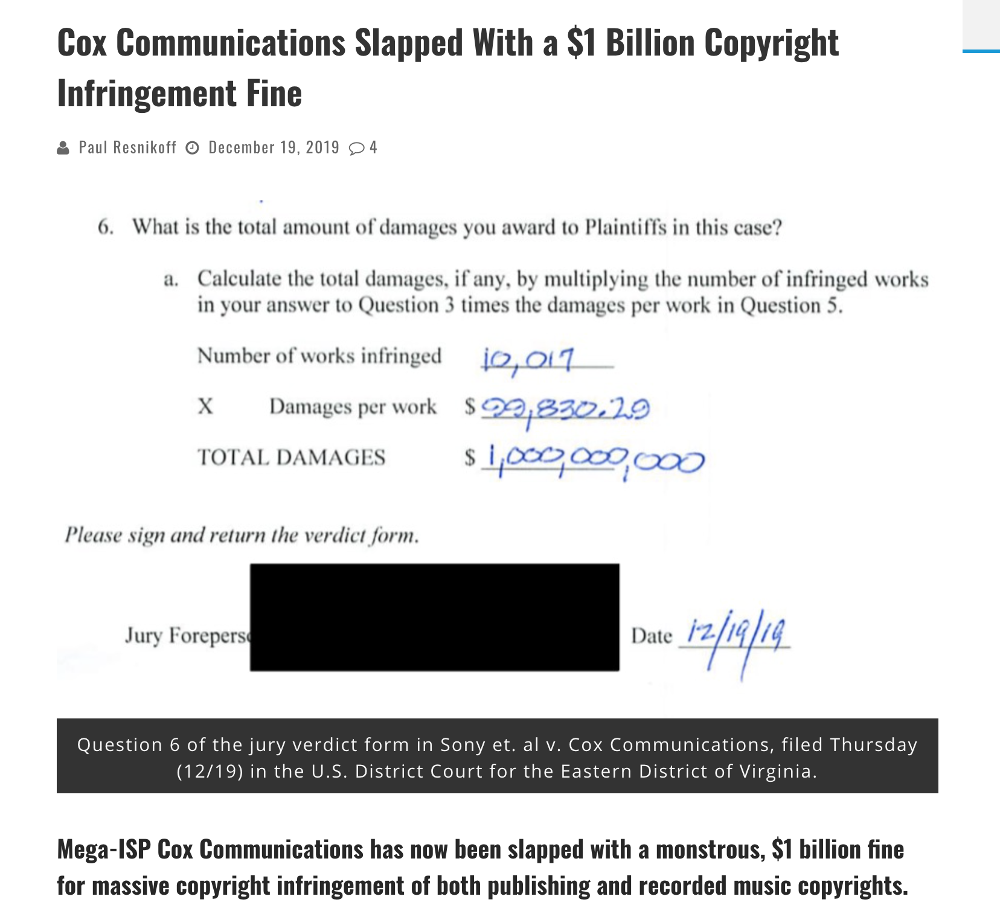 Cox Communications Slapped With a $1 Billion Copyright
Infringement Fine
Paul Resnikoff December 19, 2019 4
6. What is the total amount of damages you award to Plaintiffs in this case?
a. Calculate the total damages, if any, by multiplying the number of infringed works
in your answer to Question 3 times the damages per work in Question 5.
Number of works infringed 10,017
X Damages per work $ 99,830.29
TOTAL DAMAGES $ 1,000,000,000
Please sign and return the verdict form.
Jury Foreperso Date 12/19/19
Question 6 of the jury verdict form in Sony et. al v. Cox Communications, filed Thursday
(12/19) in the U.S. District Court for the Eastern District of Virginia.
Mega-ISP Cox Communications has now been slapped with a monstrous, $1 billion fine
for massive copyright infringement of both publishing and recorded music copyrights.